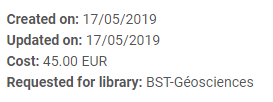 Created on: 17/05/2019
Updated on: 17/05/2019
Cost: 45.00 EUR
Requested for library: BST-Géosciences